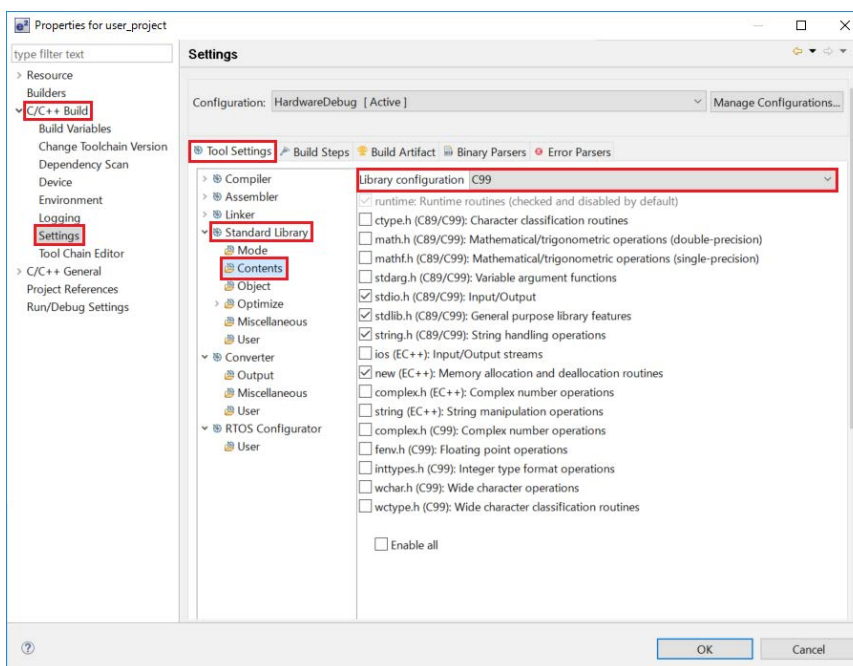 e² Properties for user_project
type filter text
Resource
Builders
C/C++ Build
Build Variables
Change Toolchain Version
Dependency Scan
Device
Environment
Logging
Settings
Tool Chain Editor
C/C++ General
Project References
Run/Debug Settings
Settings
Configuration: HardwareDebug [ Active ]
Manage Configurations...
Tool Settings
Build Steps
Build Artifact
Binary Parsers
Error Parsers
Compiler
Assembler
Linker
Standard Library
Mode
Contents
Object
Optimize
Miscellaneous
User
Converter
Output
Miscellaneous
User
RTOS Configurator
User
Library configuration C99
runtime: Runtime routines (checked and disabled by default)
ctype.h (C89/C99): Character classification routines
math.h (C89/C99): Mathematical/trigonometric operations (double-precision)
mathf.h (C89/C99): Mathematical/trigonometric operations (single-precision)
stdarg.h (C89/C99): Variable argument functions
stdio.h (C89/C99): Input/Output
stdlib.h (C89/C99): General purpose library features
string.h (C89/C99): String handling operations
ios (EC++): Input/Output streams
new (EC++): Memory allocation and deallocation routines
complex.h (EC++): Complex number operations
string (EC++): String manipulation operations
complex.h (C99): Complex number operations
fenv.h (C99): Floating point operations
inttypes.h (C99): Integer type format operations
wchar.h (C99): Wide character operations
wctype.h (C99): Wide character classification routines
Enable all
?
OK
Cancel